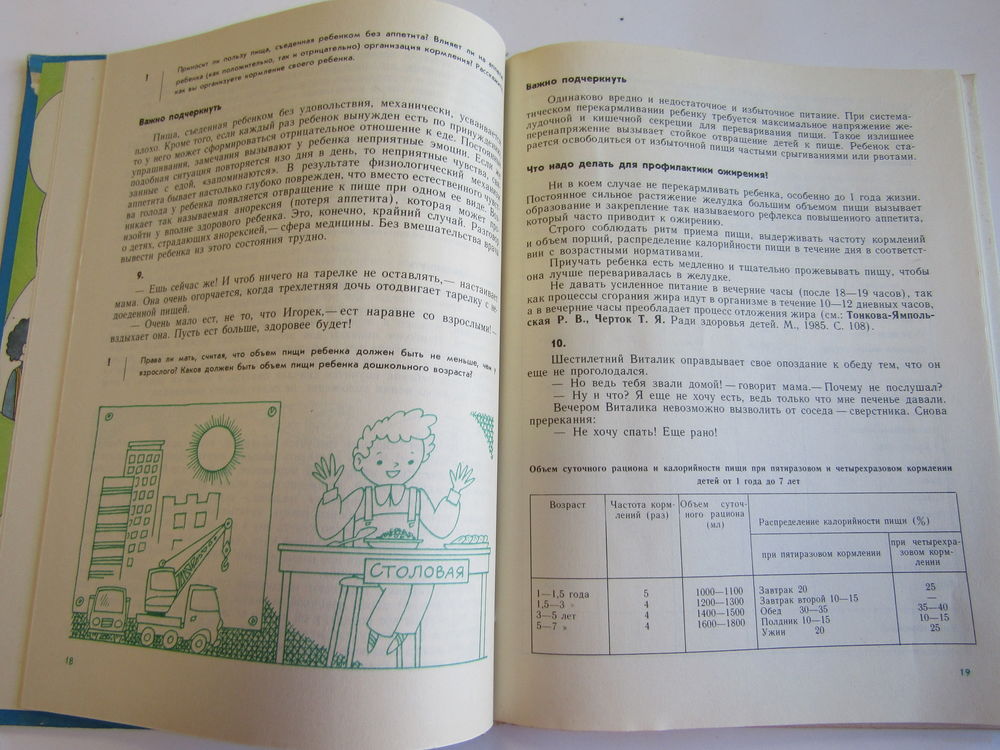 Приносит ли пользу пища, съеденная ребенком без аппетита? Влияет ли на
ребенка (как положительно, так и отрицательно) организация кормления?
как вы организуете кормление своего ребенка.
Важно подчеркнуть
Пища, съеденная ребенком без удовольствия, механически,
плохо. Кроме того, если каждый раз ребенок вынужден есть по
то у него может сформироваться отрицательное отношение к еде.
упрашивания, замечания вызывают у ребенка неприятные эмоции. Если
подобная ситуация повторяется изо дня в день, то неприятные чувства,
занные с едой, «запоминаются». В результате физиологический
аппетита бывает настолько глубоко поврежден, что вместо естественного
ва голода у ребенка появляется отвращение к пище при одном ее виде.
никает так называемая анорексия (потеря аппетита), которая может
изойти у вполне здорового ребенка. Это, конечно, крайний случай. Разговор
о детях, страдающих анорексией,— сфера медицины. Без вмешательства врача
вывести ребенка из этого состояния трудно.
9.
— Ешь сейчас же! И чтоб ничего на тарелке не оставлять,— настаивает
мама. Она очень огорчается, когда трехлетняя дочь отодвигает тарелку с не
доеденной пищей.
— Очень мало ест, не то, что Игорек,— ест наравне со взрослыми!—
вздыхает она. Пусть ест больше, здоровее будет!
! Права ли мать, считая, что объем пищи ребенка должен быть не меньше, чем у
взрослого? Каков должен быть объем пищи ребенка дошкольного возраста?
СТОЛОВАЯ
18
Важно подчеркнуть
Одинаково вредно и недостаточное и избыточное питание. При система-
тическом перекармливании ребенку требуется максимальное напряжение же-
лудочной и кишечной секреции для переваривания пищи. Такое излишнее
перенапряжение вызывает стойкое отвращение детей к пище. Ребенок ста-
рается освободиться от избыточной пищи частыми срыгиваниями или рвотами.
Что надо делать для профилактики ожирения!
Ни в коем случае не перекармливать ребенка, особенно до 1 года жизни.
Постоянное сильное растяжение желудка большим объемом пищи вызывает
образование и закрепление так называемого рефлекса повышенного аппетита,
который часто приводит к ожирению.
Строго соблюдать ритм приема пищи, выдерживать частоту кормлений
и объем порций, распределение калорийности пищи в течение дня в соответст-
вии с возрастными нормативами.
Приучать ребенка есть медленно и тщательно прожевывать пищу, чтобы
она лучше переваривалась в желудке.
Не давать усиленное питание в вечерние часы (после 18—19 часов), так
как процессы сгорания жира идут в организме в течение 10—12 дневных часов,
а в вечерние часы преобладает процесс отложения жира (см.: Тонкова-Ямполь-
ская Р. В., Черток Т. Я. Ради здоровья детей. М., 1985. С. 108).
10.
Шестилетний Виталик оправдывает свое опоздание к обеду тем, что он
еще не проголодался.
— Но ведь тебя звали домой! — говорит мама.— Почему не послушал?
— Ну и что? Я еще не хочу есть, ведь только что мне печенье давали.
Вечером Виталика невозможно вызволить от соседа — сверстника. Снова
пререкания:
— Не хочу спать! Еще рано!
Объем суточного рациона и калорийности пищи при пятиразовом и четырехразовом кормлении
детей от 1 года до 7 лет
Возраст
Частота корм-
лений (раз)
Объем суточ-
ного рациона
(мл)
Распределение калорийности пищи (%)
при пятиразовом кормлении
при четырехра-
зовом корм-
лении
1—1,5 года 5 1000—1100 Завтрак 20 25
1,5—3 » 4 1200—1300 Завтрак второй 10—15 —
3—5 лет 4 1400—1500 Обед 30—35 35—40
5—7 » 4 1600—1800 Полдник 10—15 10—15
Ужин 20 25
19